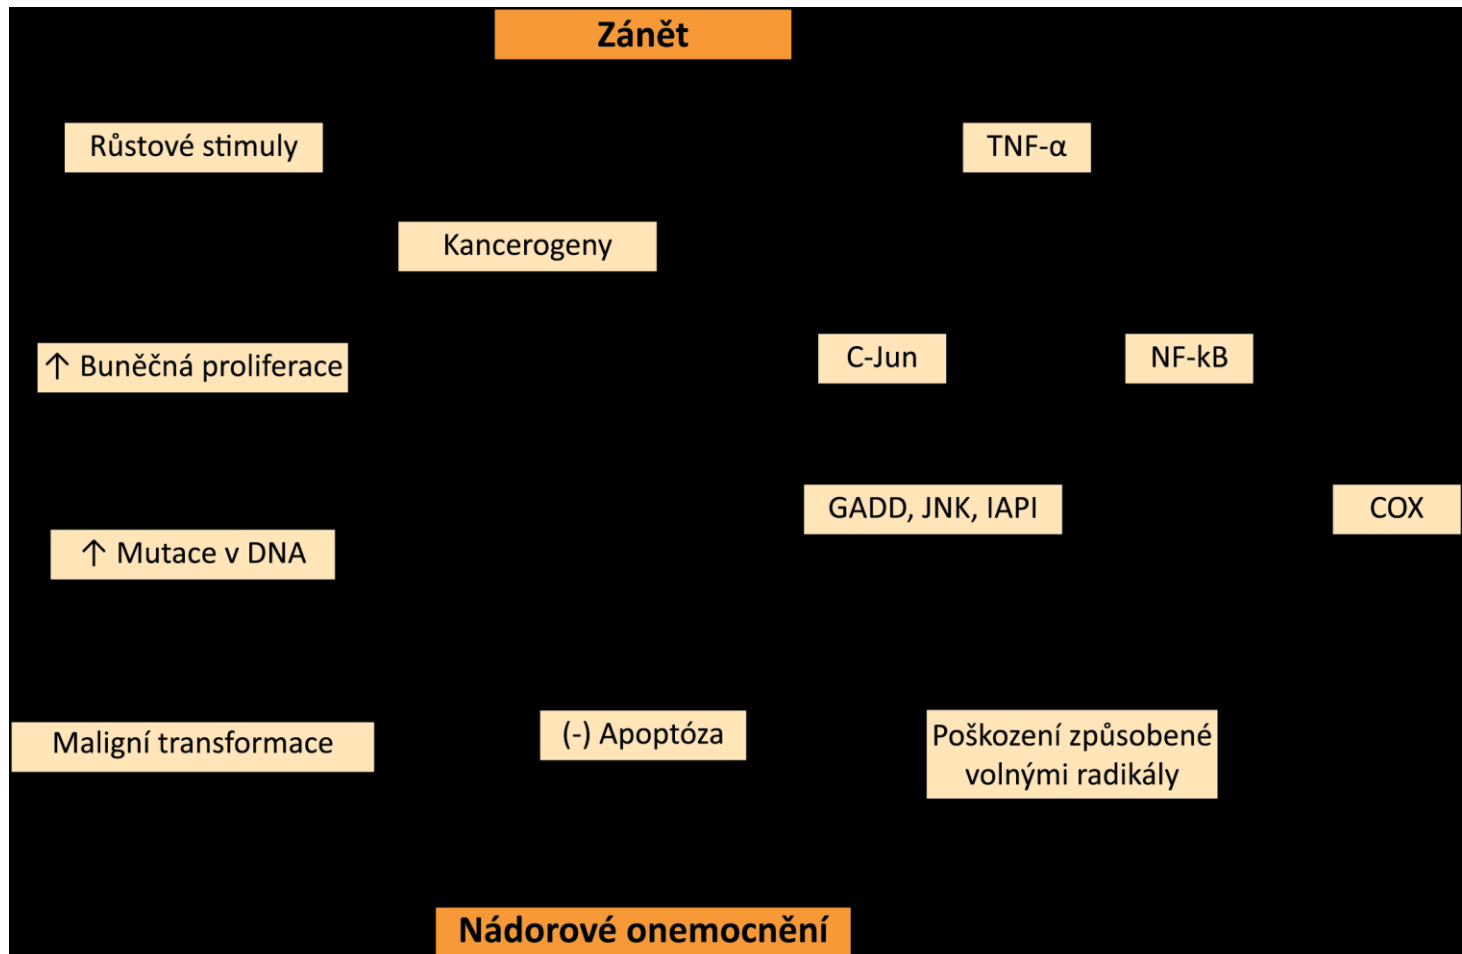 Zánět
Růstové stimuly
TNF-α
Kancerogeny
↑ Buněčná proliferace
C-Jun
NF-kB
GADD, JNK, IAPI
COX
↑ Mutace v DNA
Maligní transformace
(-) Apoptóza
Poškození způsobené
volnými radikály
Nádorové onemocnění